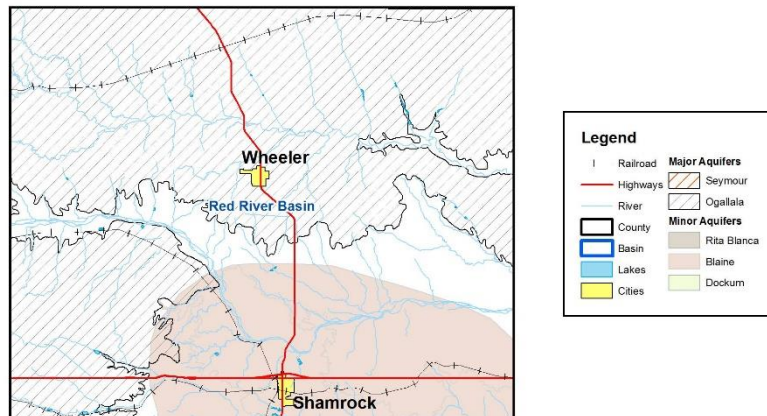 Wheeler
Red River Basin
Shamrock
Legend
Railroad
Highways
River
County
Basin
Lakes
Cities
Major Aquifers
Seymour
Ogallala
Minor Aquifers
Rita Blanca
Blaine
Dockum